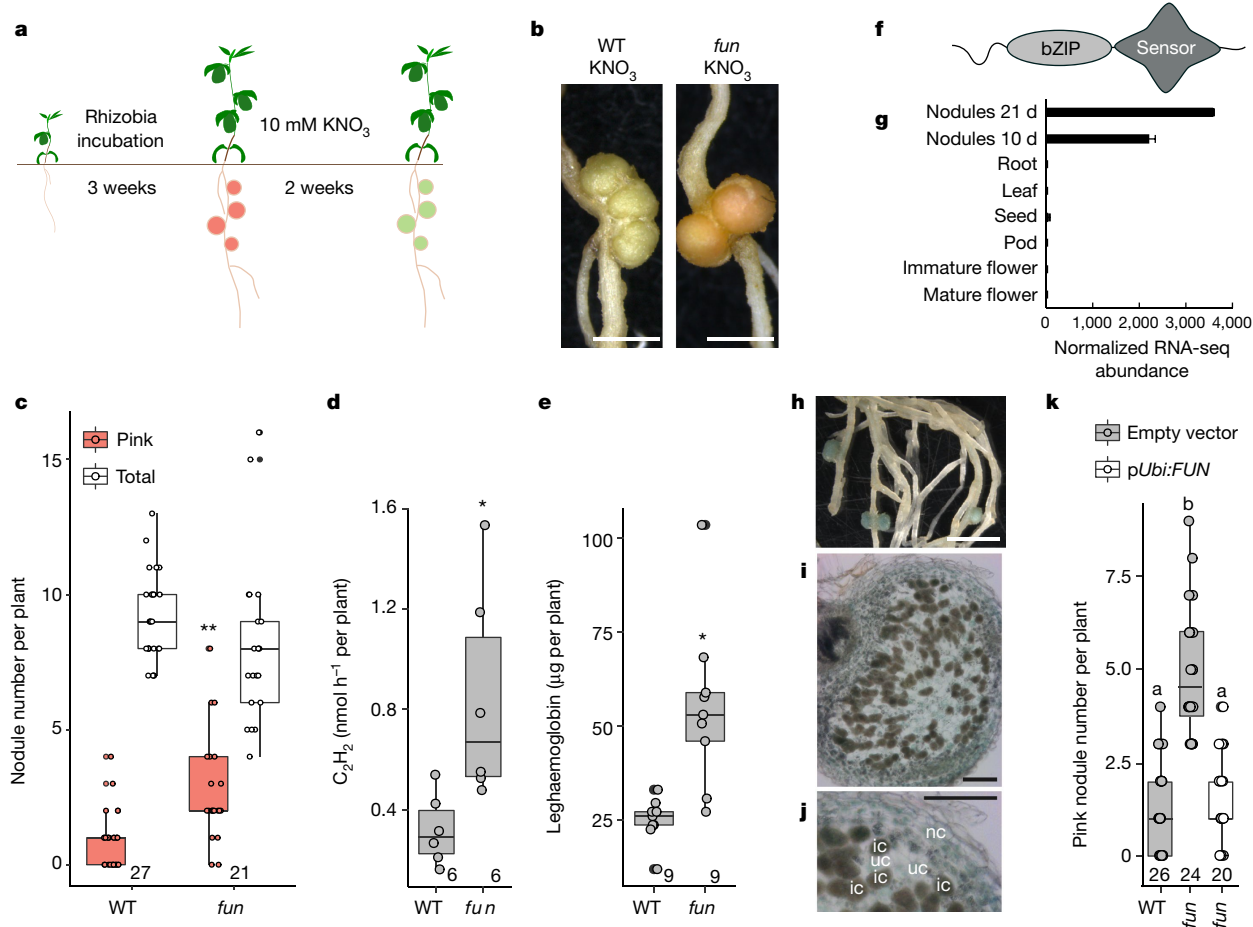 a
Rhizobia
incubation
10 mM KNO3
3 weeks
2 weeks
b
WT
KNO3
fun
KNO3
f
bZIP
Sensor
g
Nodules 21 d
Nodules 10 d
Root
Leaf
Seed
Pod
Immature flower
Mature flower
0 1,000 2,000 3,000 4,000
Normalized RNA-seq
abundance
c
Pink
Total
Nodule number per plant
15
10
5
0
**
27
21
WT
fun
d
C2H2 (nmol h−1 per plant)
1.6
1.2
0.8
0.4
*
6
6
WT
fun
e
Leghaemoglobin (µg per plant)
100
75
50
25
*
9
9
WT
fun
h
i
j
nc
ic
uc
uc
ic
ic
ic
k
Empty vector
pUbi:FUN
Pink nodule number per plant
7.5
5.0
2.5
0
a
b
a
26
24
20
WT
fun
fun